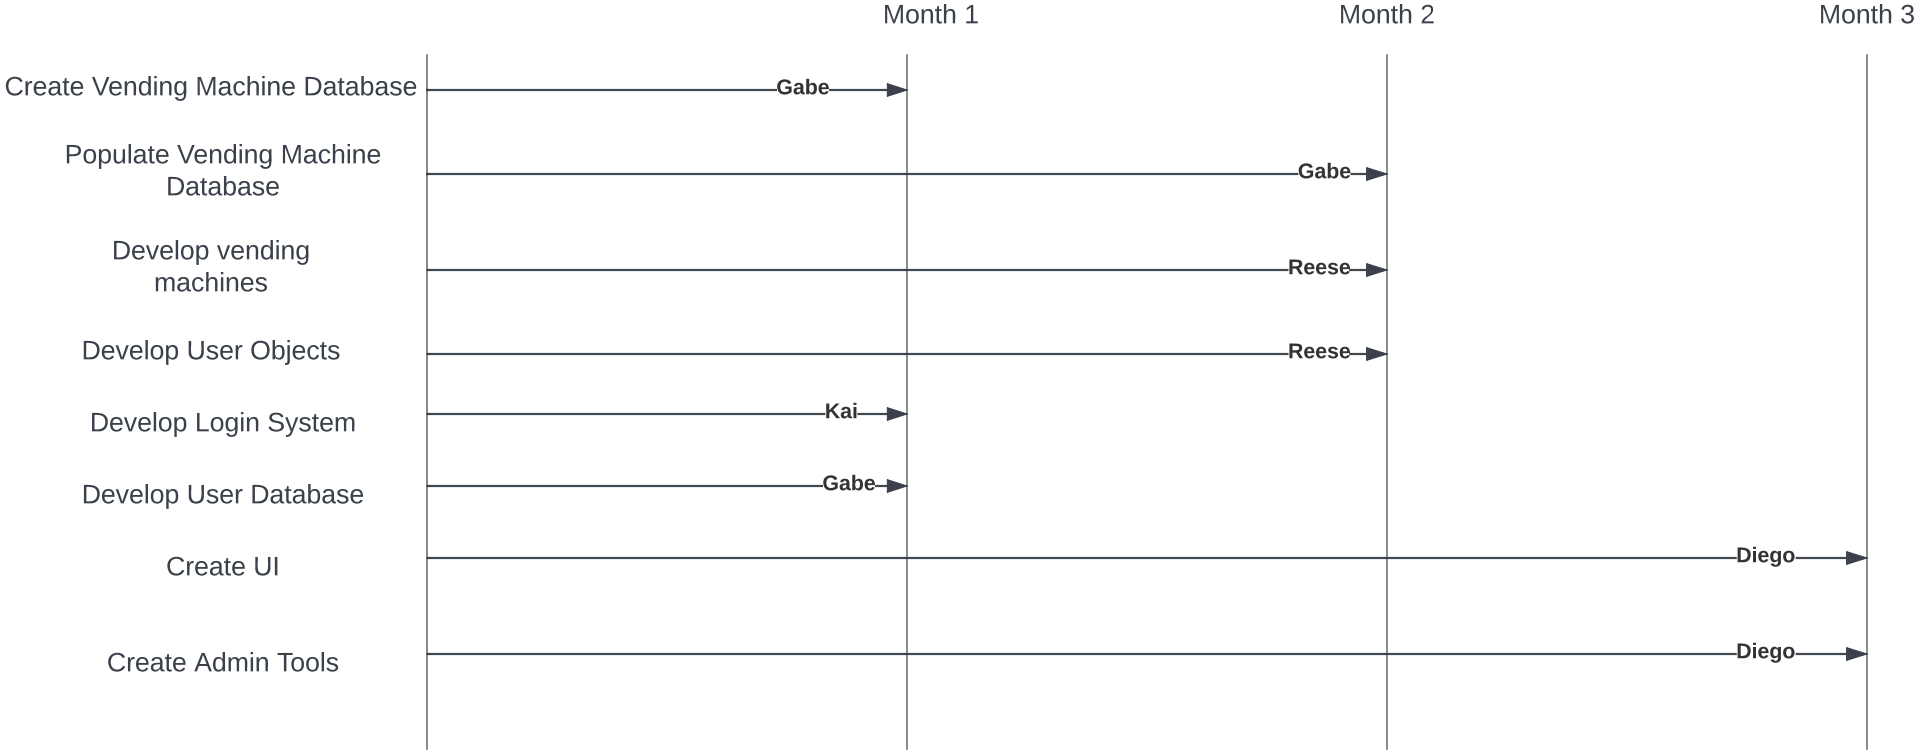 Month 1
Month 2
Month 3
Create Vending Machine Database
Gabe
Populate Vending Machine
Database
Gabe
Develop vending
machines
Reese
Develop User Objects
Reese
Develop Login System
Kai
Develop User Database
Gabe
Create UI
Diego
Create Admin Tools
Diego